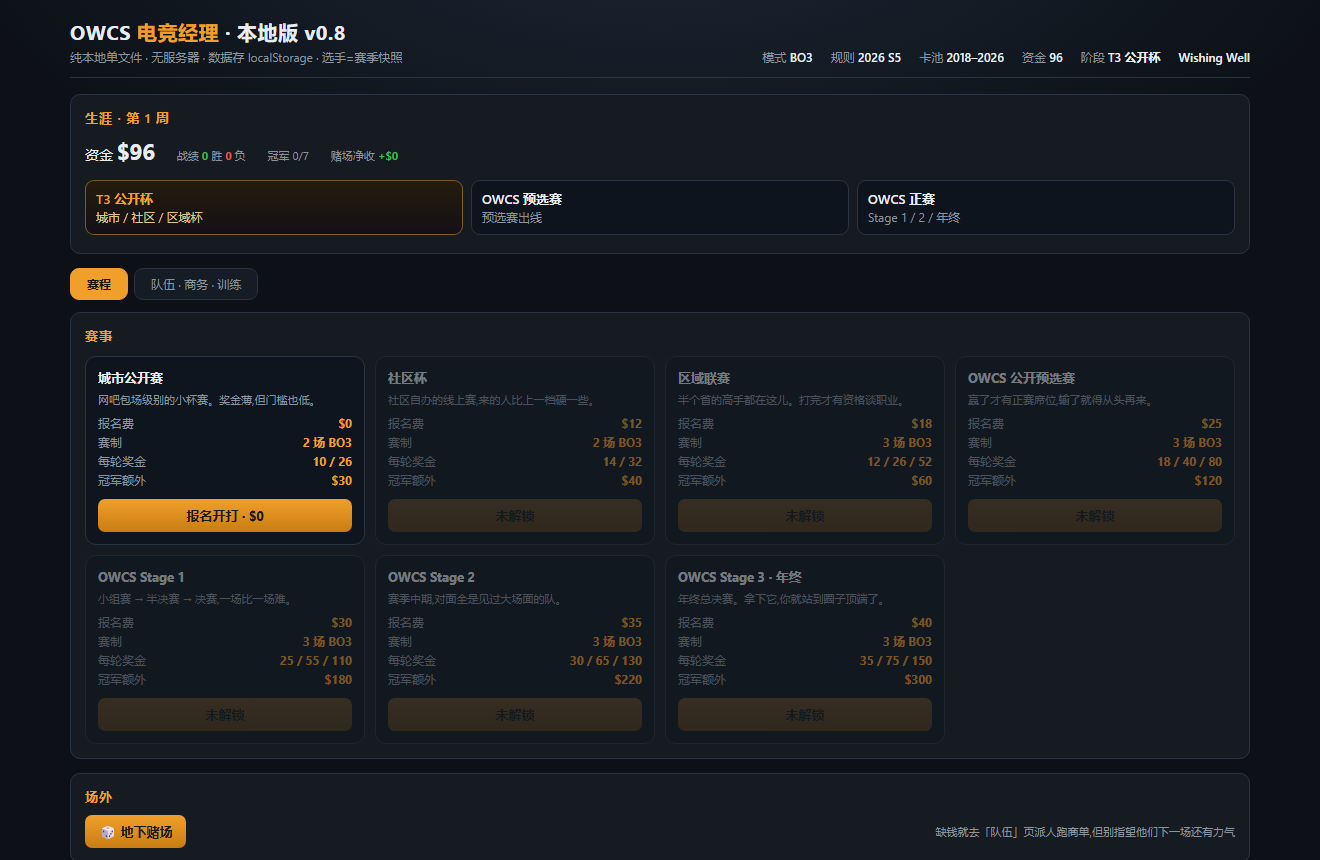 OWCS 电竞经理 · 本地版 v0.8
纯本地单文件 · 无服务器 · 数据存 localStorage · 选手=赛季快照
模式 BO3 规则 2026 S5 卡池 2018–2026 资金 96 阶段 T3 公开杯 Wishing Well
生涯 · 第 1 周
资金 $96 战绩 0 胜 0 负 冠军 0/7 赌场净收 +$0
T3 公开杯
城市 / 社区 / 区域杯
OWCS 预选赛
预选赛出线
OWCS 正赛
Stage 1 / 2 / 年终
赛程
队伍 · 商务 · 训练
赛事
城市公开赛
网吧包场级别的小杯赛。奖金薄,但门槛也低。
报名费 $0
赛制 2 场 BO3
每轮奖金 10 / 26
冠军额外 $30
报名开打 · $0
社区杯
社区自办的线上赛,来的人比上一档硬一些。
报名费 $12
赛制 2 场 BO3
每轮奖金 14 / 32
冠军额外 $40
未解锁
区域联赛
半个省的高手都在这儿。打完才有资格谈职业。
报名费 $18
赛制 3 场 BO3
每轮奖金 12 / 26 / 52
冠军额外 $60
未解锁
OWCS 公开预选赛
赢了才有正赛席位,输了就得从头再来。
报名费 $25
赛制 3 场 BO3
每轮奖金 18 / 40 / 80
冠军额外 $120
未解锁
OWCS Stage 1
小组赛 → 半决赛 → 决赛,一场比一场难。
报名费 $30
赛制 3 场 BO3
每轮奖金 25 / 55 / 110
冠军额外 $180
未解锁
OWCS Stage 2
赛季中期,对面全是见过大场面的队。
报名费 $35
赛制 3 场 BO3
每轮奖金 30 / 65 / 130
冠军额外 $220
未解锁
OWCS Stage 3 · 年终
年终总决赛。拿下它,你就站到圈子顶端了。
报名费 $40
赛制 3 场 BO3
每轮奖金 35 / 75 / 150
冠军额外 $300
未解锁
场外
🎲 地下赌场
缺钱就去「队伍」页派人跑商单,但别指望他们下一场还有力气